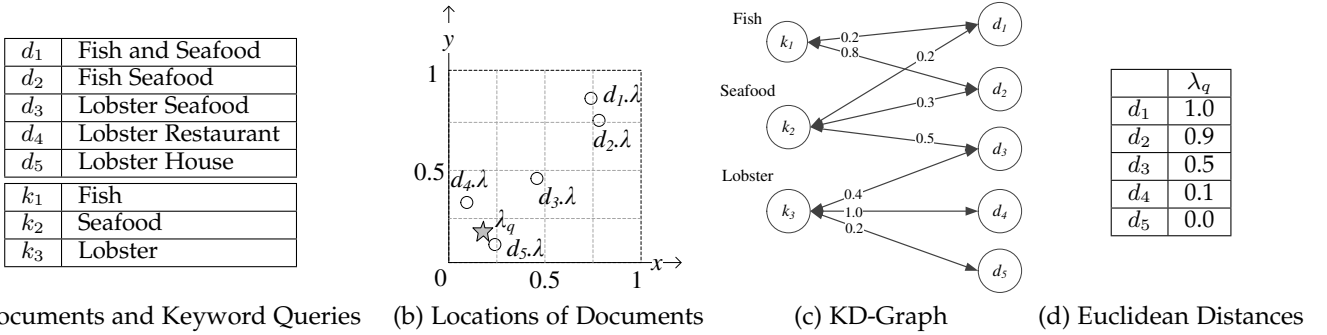 d1 Fish and Seafood
d2 Fish Seafood
d3 Lobster Seafood
d4 Lobster Restaurant
d5 Lobster House
k1 Fish
k2 Seafood
k3 Lobster
ocuments and Keyword Queries
y
1
0.5
0
0.5
1
x
d1.λ
d2.λ
d3.λ
d4.λ
λq
d5.λ
(b) Locations of Documents
Fish
k1
Seafood
k2
Lobster
k3
0.2
0.8
0.2
0.3
0.5
0.4
1.0
0.2
d1
d2
d3
d4
d5
(c) KD-Graph
λq
d1 1.0
d2 0.9
d3 0.5
d4 0.1
d5 0.0
(d) Euclidean Distances